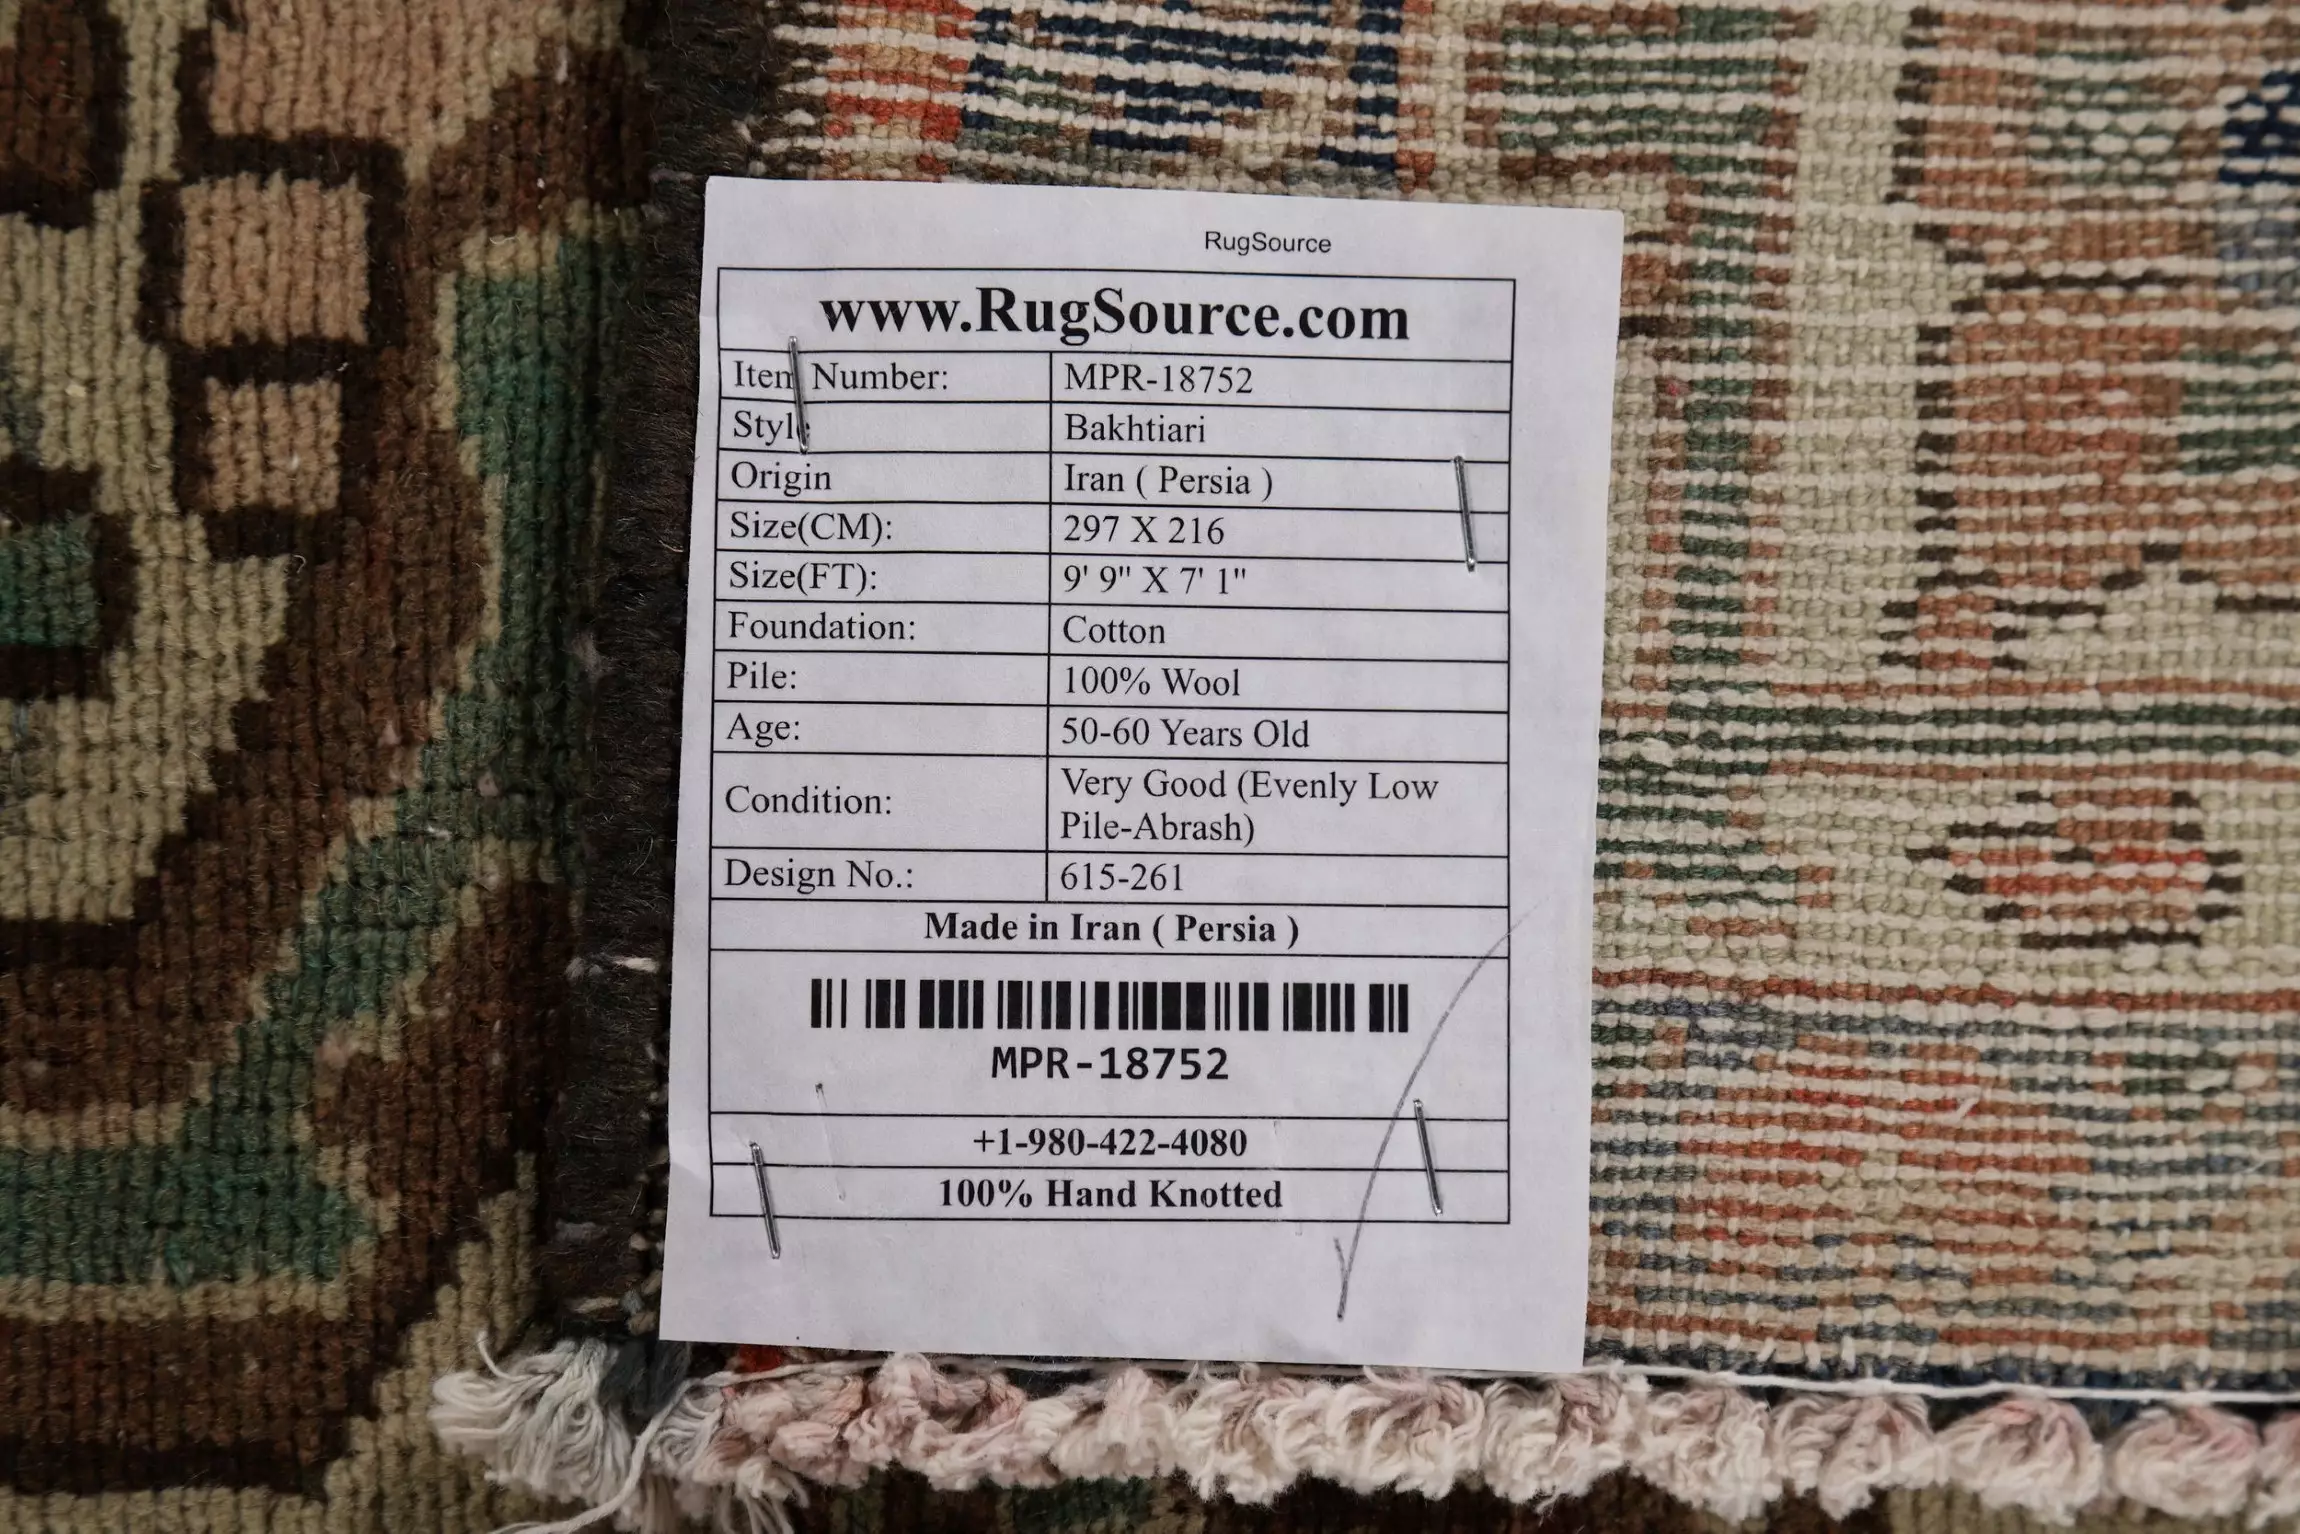 RugSource
www.RugSource.com
Item Number: MPR-18752
Style Bakhtiari
Origin Iran ( Persia )
Size(CM): 297 X 216
Size(FT): 9' 9" X 7' 1"
Foundation: Cotton
Pile: 100% Wool
Age: 50-60 Years Old
Condition: Very Good (Evenly Low
Pile-Abrash)
Design No.: 615-261
Made in Iran ( Persia )
MPR-18752
+1-980-422-4080
100% Hand Knotted